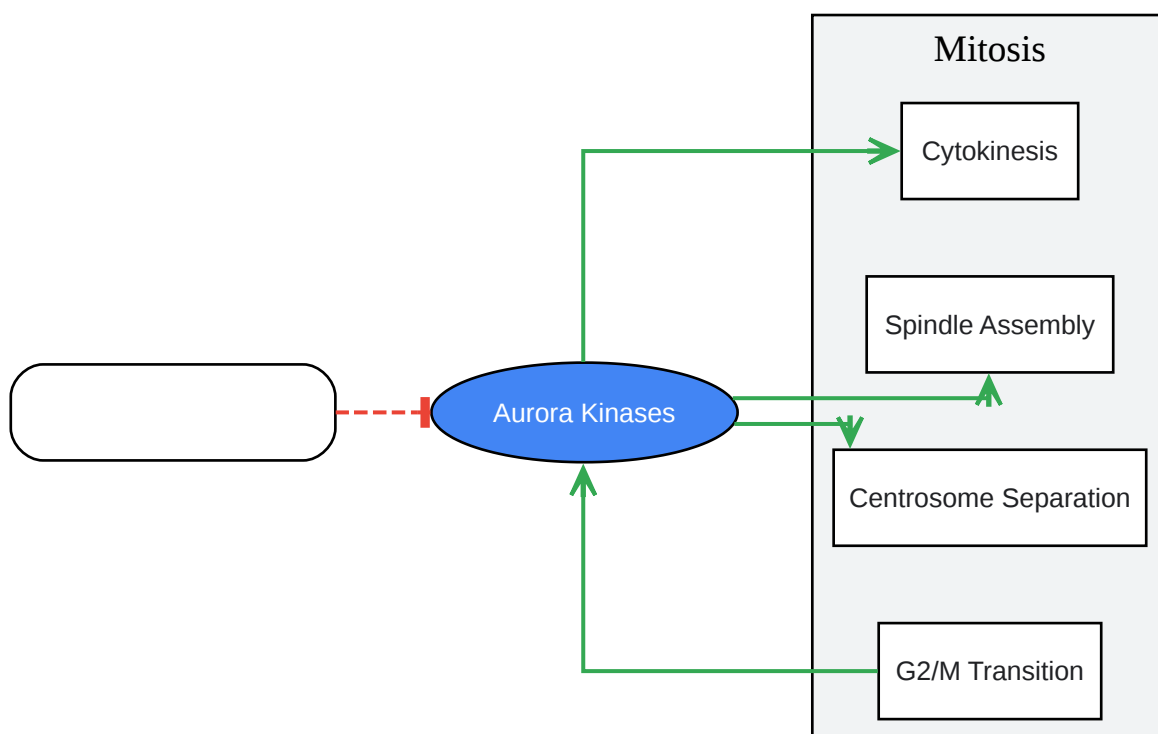 Mitosis
Cytokinesis
Spindle Assembly
Aurora Kinases
Centrosome Separation
G2/M Transition